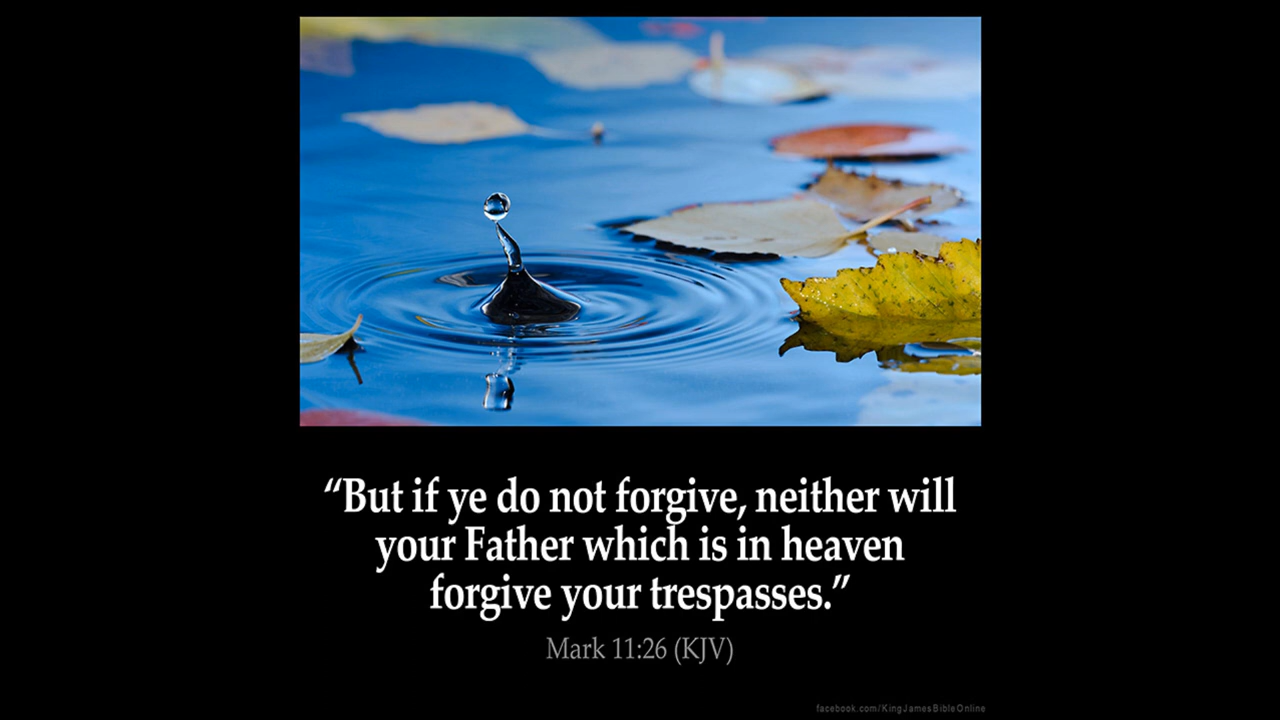 “But if ye do not forgive, neither will
your Father which is in heaven
forgive your trespasses.”
Mark 11:26 (KJV)
facebook.com/KingJamesBibleOnline